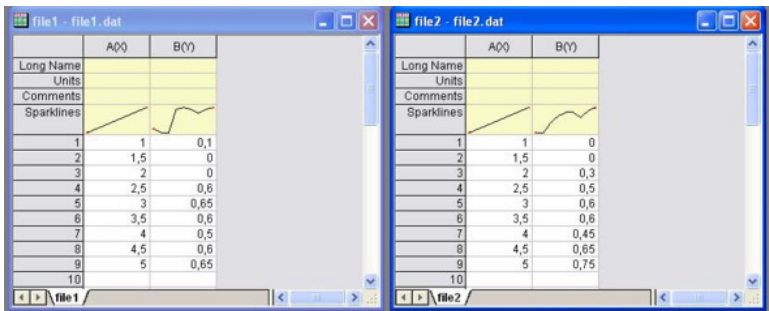 file1 - file1.dat
A(X) B(Y)
Long Name
Units
Comments
Sparklines
1 1 0,1
2 1,5 0
3 2 0
4 2,5 0,6
5 3 0,65
6 3,5 0,6
7 4 0,5
8 4,5 0,6
9 5 0,65
10
file1
file2 - file2.dat
A(X) B(Y)
Long Name
Units
Comments
Sparklines
1 1 0
2 1,5 0
3 2 0,3
4 2,5 0,5
5 3 0,6
6 3,5 0,6
7 4 0,45
8 4,5 0,65
9 5 0,75
10
file2